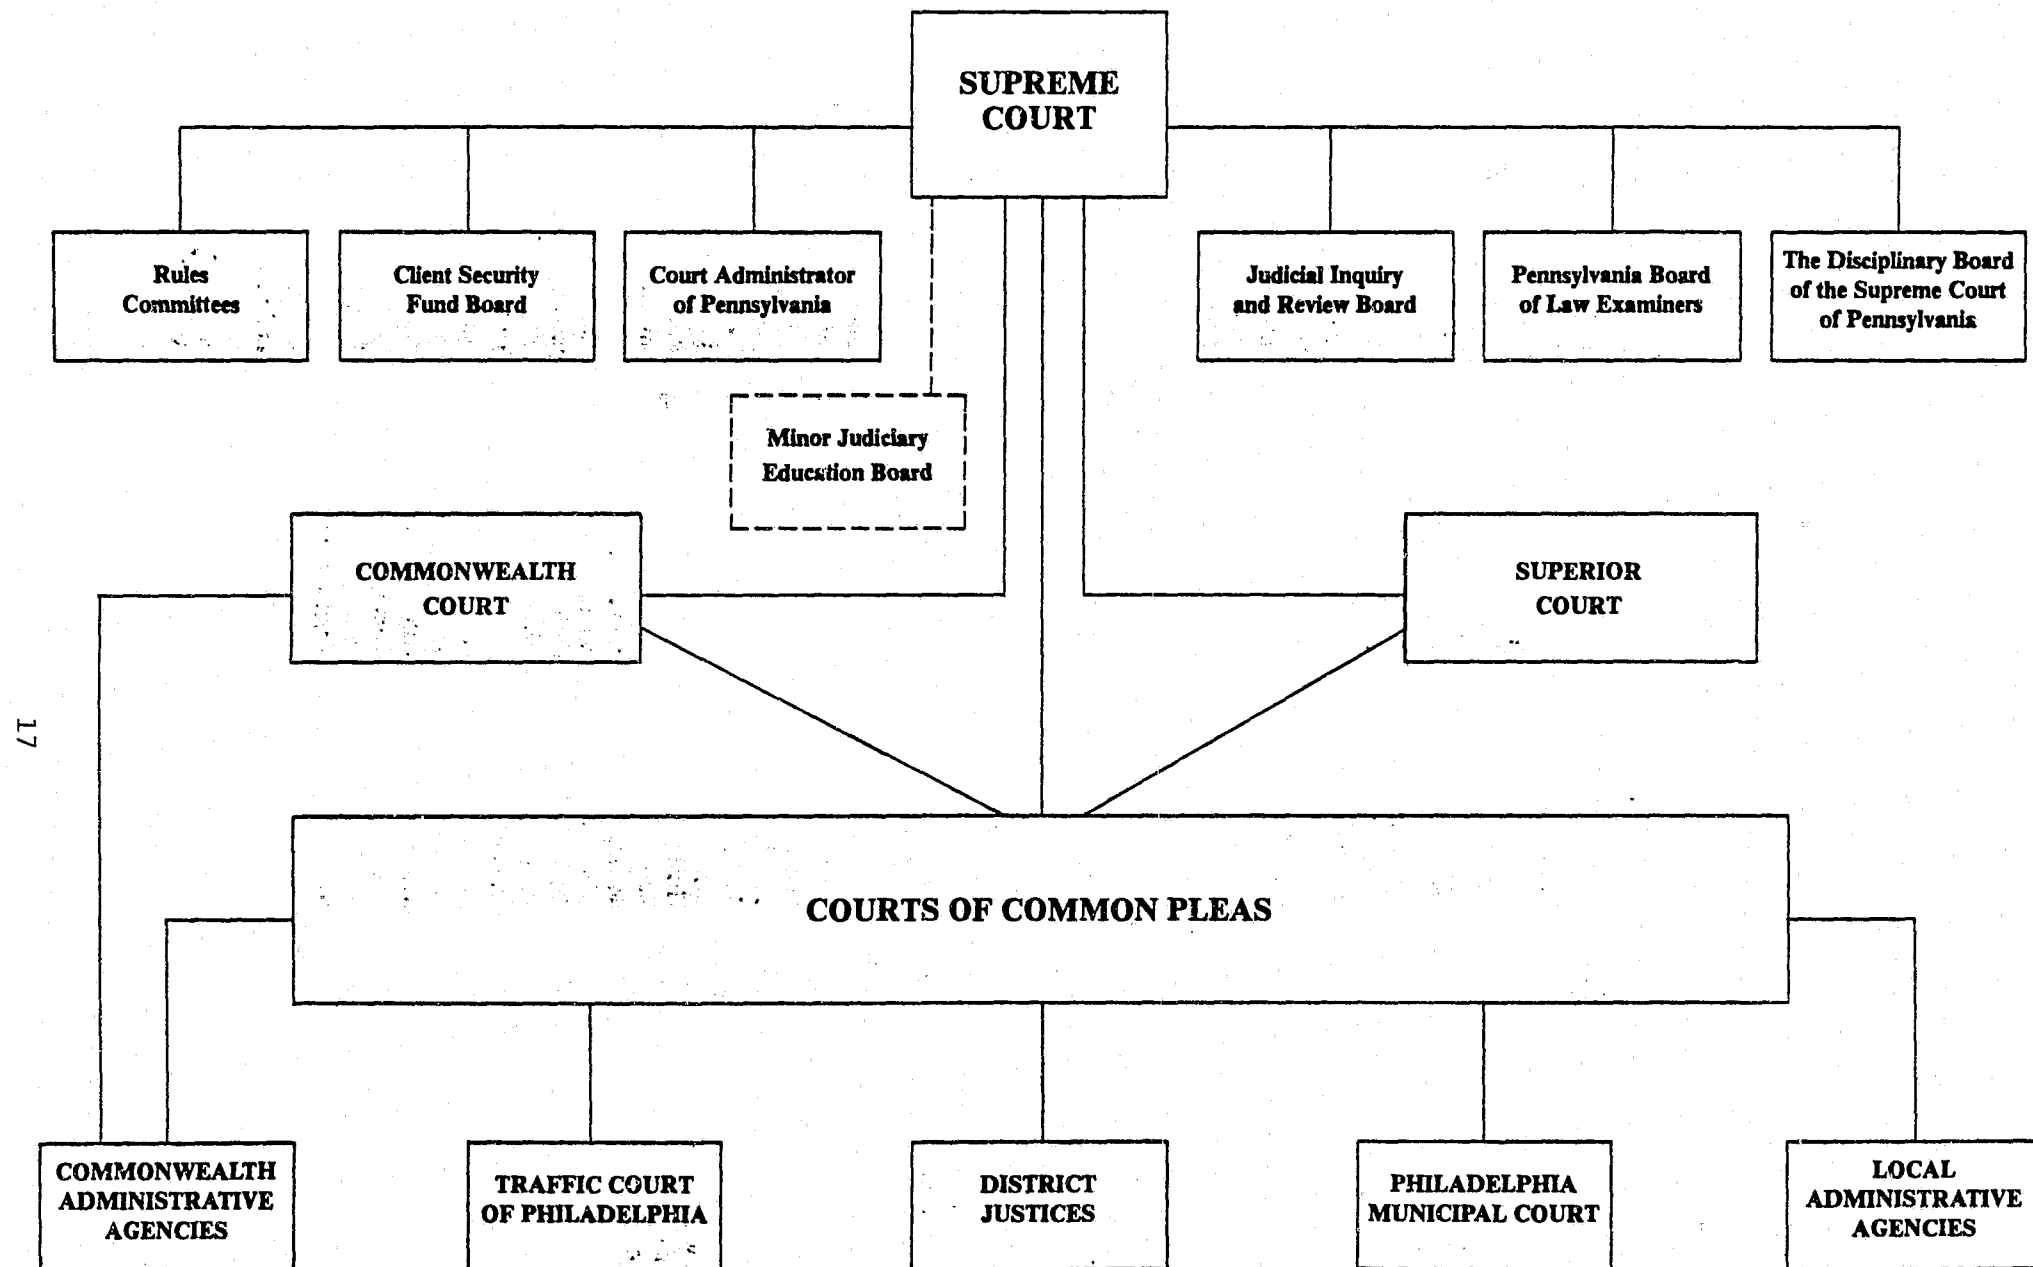 SUPREME
COURT
Rules
Committees
Client Security
Fund Board
Court Administrator
of Pennsylvania
Judicial Inquiry
and Review Board
Pennsylvania Board
of Law Examiners
The Disciplinary Board
of the Supreme Court
of Pennsylvania
Minor Judiciary
Education Board
COMMONWEALTH
COURT
SUPERIOR
COURT
17
COURTS OF COMMON PLEAS
COMMONWEALTH
ADMINISTRATIVE
AGENCIES
TRAFFIC COURT
OF PHILADELPHIA
DISTRICT
JUSTICES
PHILADELPHIA
MUNICIPAL COURT
LOCAL
ADMINISTRATIVE
AGENCIES